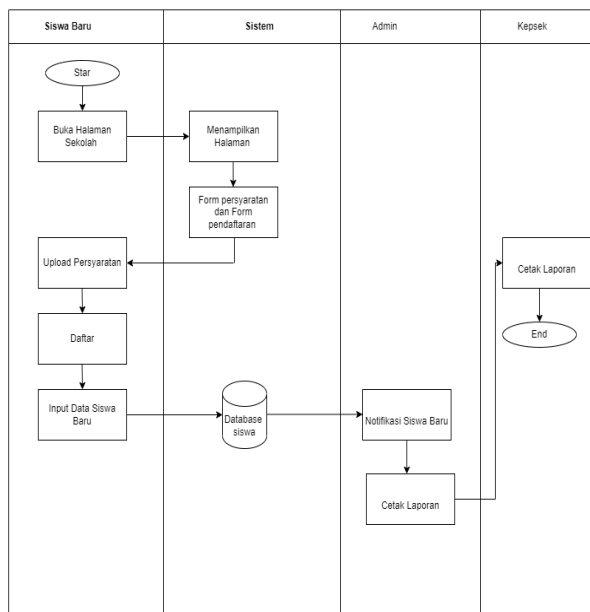 Siswa Baru
Sistem
Admin
Kepsek
Star
Buka Halaman
Sekolah
Menampilkan
Halaman
Form persyaratan
dan Form
pendaftaran
Upload Persyaratan
Cetak Laporan
Daftar
End
Input Data Siswa
Baru
Database
siswa
Notifikasi Siswa Baru
Cetak Laporan